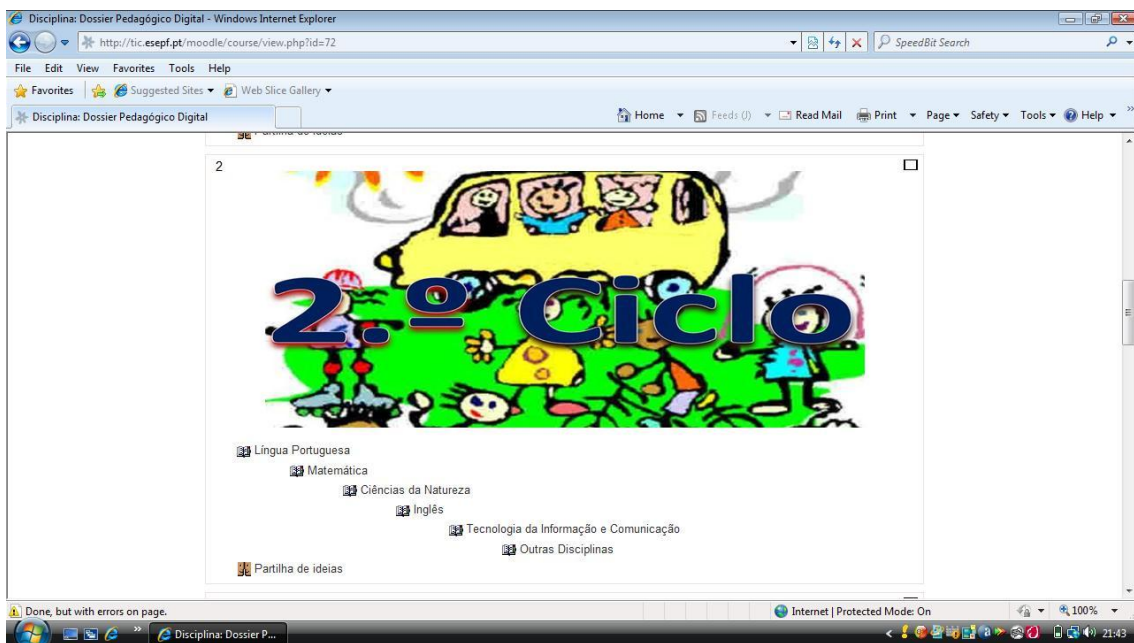 Disciplina: Dossier Pedagógico Digital - Windows Internet Explorer
http://tic.esepf.pt/moodle/course/view.php?id=72
SpeedBit Search
File Edit View Favorites Tools Help
Favorites Suggested Sites Web Slice Gallery
Disciplina: Dossier Pedagógico Digital Home Feeds (J) Read Mail Print Page Safety Tools Help
Partilha de ideias
2
2.º Ciclo
Língua Portuguesa
Matemática
Ciências da Natureza
Inglês
Tecnologia da Informação e Comunicação
Outras Disciplinas
Partilha de ideias
Done, but with errors on page. Internet | Protected Mode: On 100%
Disciplina: Dossier P... 21:43